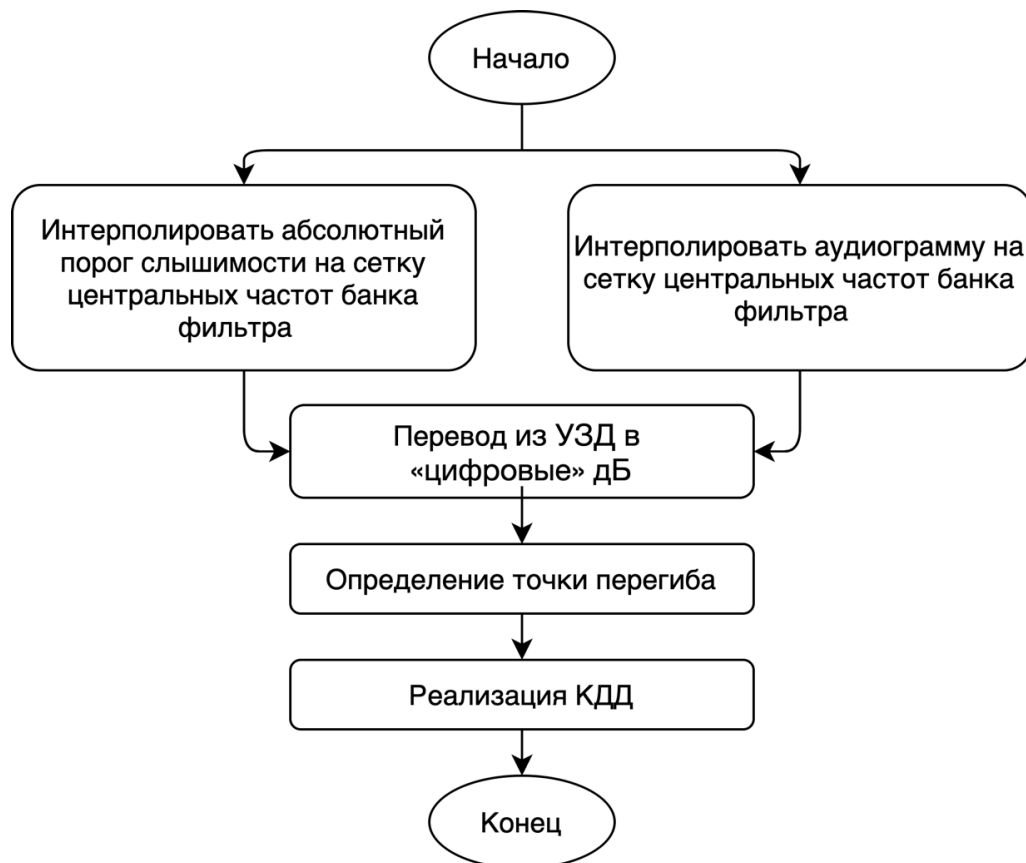 Начало
Интерполировать абсолютный
порог слышимости на сетку
центральных частот банка
фильтра
Интерполировать аудиограмму на
сетку центральных частот банка
фильтра
Перевод из УЗД в
«цифровые» дБ
Определение точки перегиба
Реализация КДД
Конец